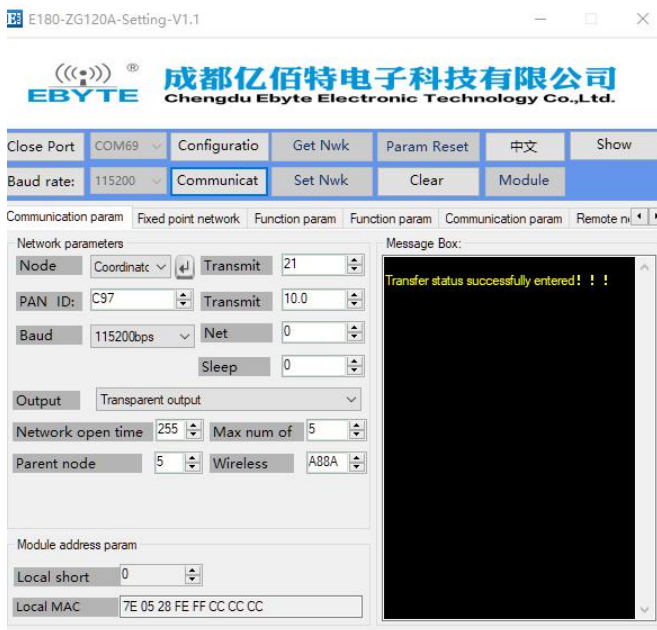 E180-ZG120A-Setting-V1.1
((( ))) ®
EBYTE
成都亿佰特电子科技有限公司
Chengdu Ebyte Electronic Technology Co.,Ltd.
Close Port COM69 Configuratio Get Nwk Param Reset 中文 Show
Baud rate: 115200 Communicat Set Nwk Clear Module
Communication param Fixed point network Function param Function param Communication param Remote n
Network parameters
Node Coordinatc Transmit 21
PAN ID: C97 Transmit 10.0
Baud 115200bps Net 0
Sleep 0
Output Transparent output
Network open time 255 Max num of 5
Parent node 5 Wireless A88A
Module address param
Local short 0
Local MAC 7E 05 28 FE FF CC CC CC
Message Box:
Transfer status successfully entered! ! !